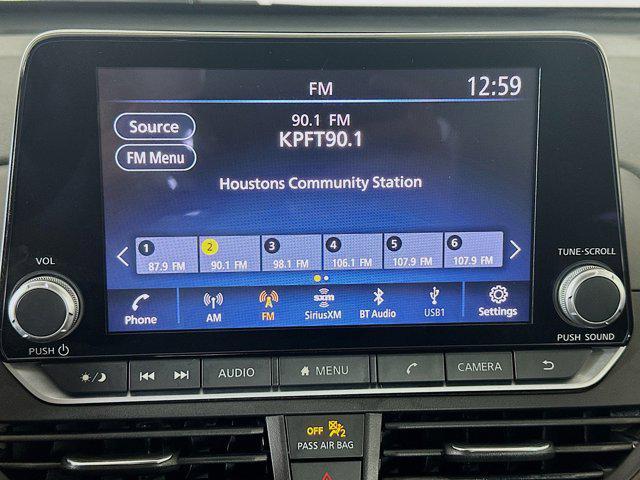 FM 12:59
Source
90.1 FM
KPFT90.1
FM Menu
Houstons Community Station
1 2 3 4 5 6
87.9 FM 90.1 FM 98.1 FM 106.1 FM 107.9 FM 107.9 FM
VOL
TUNE·SCROLL
Phone AM FM SXM SiriusXM BT Audio USB1 Settings
PUSH
PUSH SOUND
AUDIO MENU CAMERA
OFF 2
PASS AIR BAG